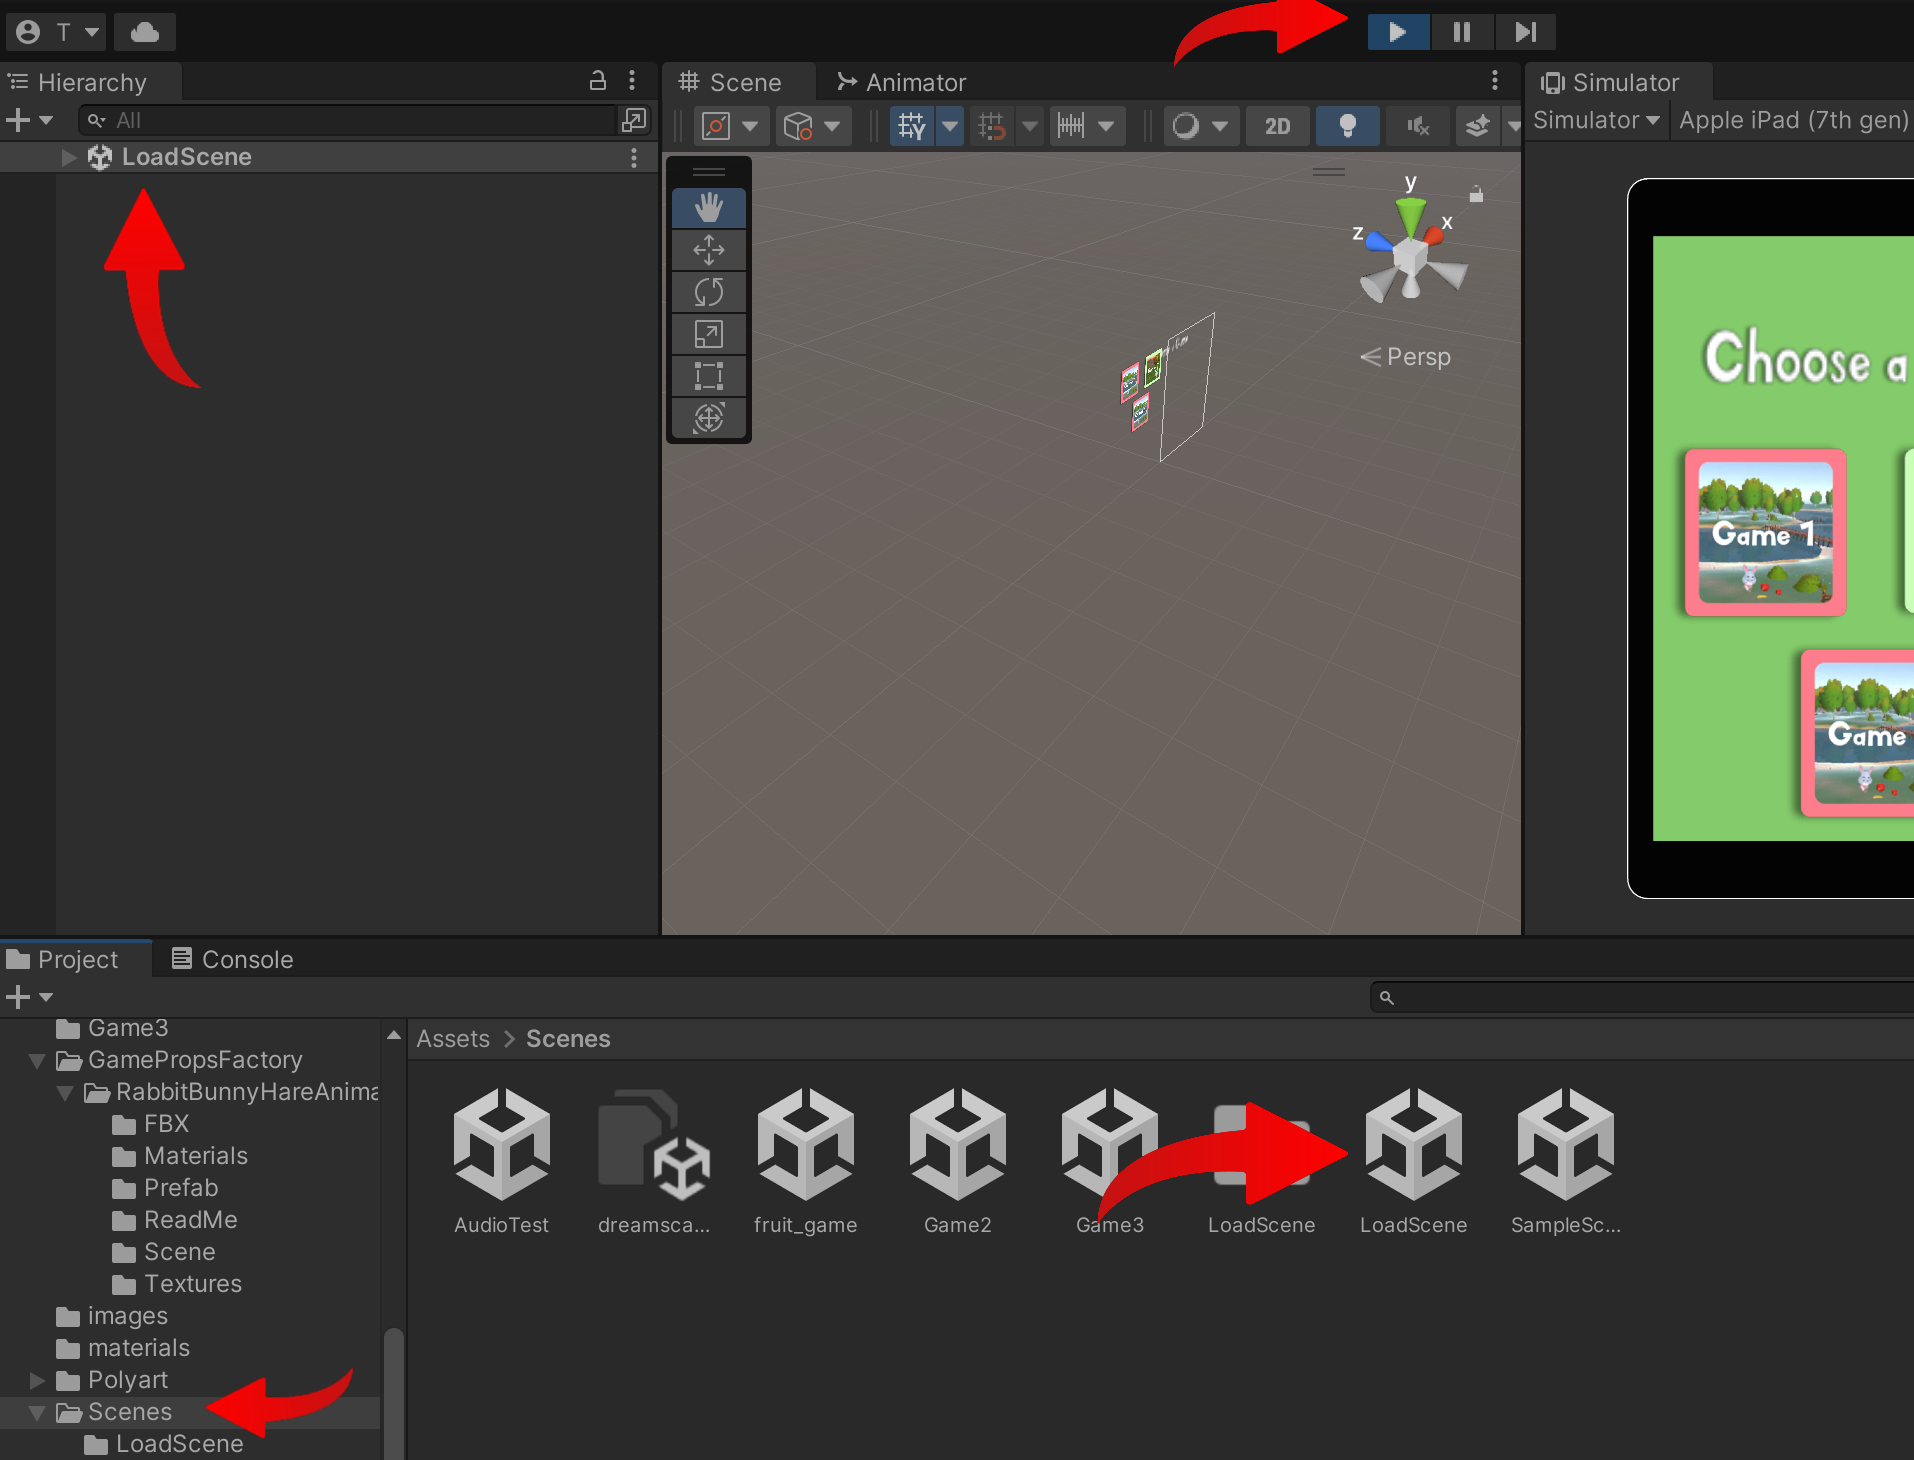 T
Hierarchy
All
LoadScene
Scene
Animator
2D
Simulator
Simulator
Apple iPad (7th gen)
y
x
z
Persp
Choose a
Game 1
Game
Project
Console
Game3
GamePropsFactory
RabbitBunnyHareAnima
FBX
Materials
Prefab
ReadMe
Scene
Textures
images
materials
Polyart
Scenes
LoadScene
Assets > Scenes
AudioTest
dreamsca...
fruit_game
Game2
Game3
LoadScene
LoadScene
SampleSc...